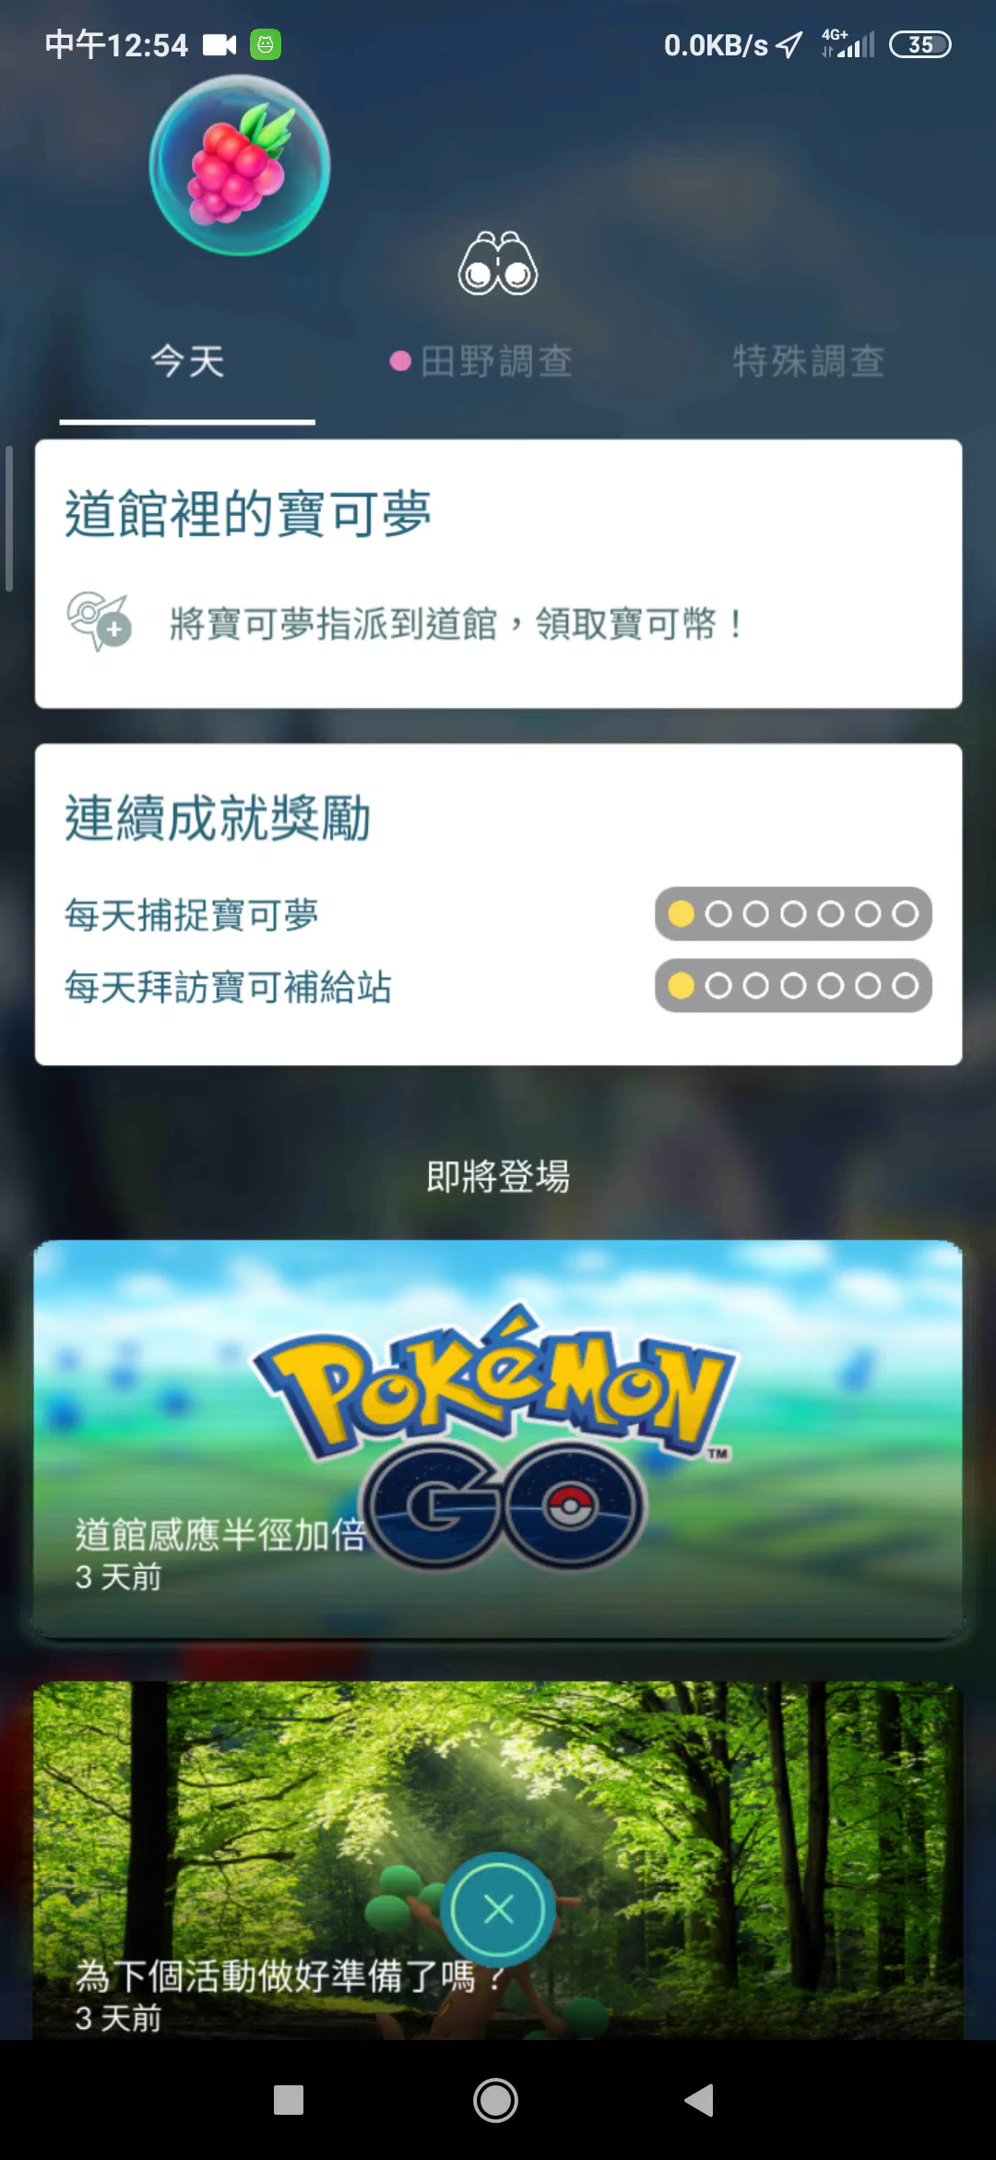 中午12:54
0.0KB/s 4G+ 35
今天 田野調查 特殊調查
道館裡的寶可夢
將寶可夢指派到道館，領取寶可幣！
連續成就獎勵
每天捕捉寶可夢
每天拜訪寶可補給站
即將登場
POKÉMON
TM
GO
道館感應半徑加倍
3 天前
為下個活動做好準備了嗎？
3 天前